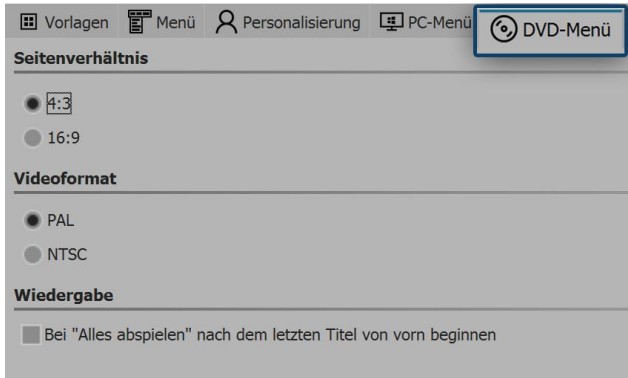 Vorlagen Menü Personalisierung PC-Menü DVD-Menü
Seitenverhältnis
4:3
16:9
Videoformat
PAL
NTSC
Wiedergabe
Bei "Alles abspielen" nach dem letzten Titel von vorn beginnen